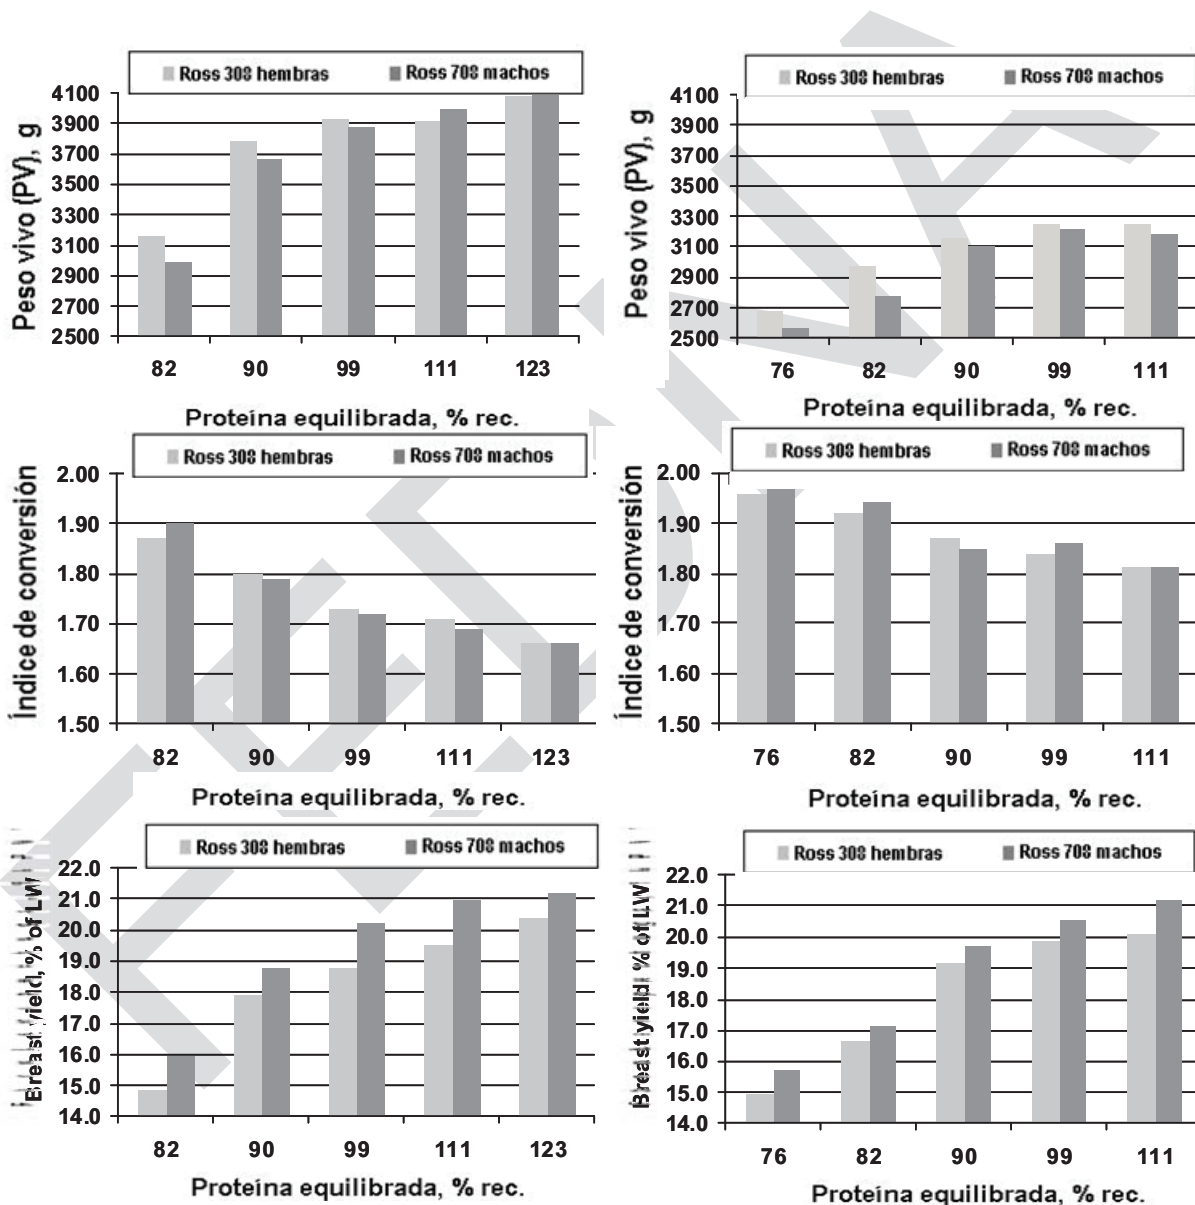 Ross 308 hembras Ross 708 machos
Peso vivo (PV), g
4100
3900
3700
3500
3300
3100
2900
2700
2500
82 90 99 111 123
Proteína equilibrada, % rec.
Ross 308 hembras Ross 708 machos
Peso vivo (PV), g
4100
3900
3700
3500
3300
3100
2900
2700
2500
76 82 90 99 111
Proteína equilibrada, % rec.
Ross 308 hembras Ross 708 machos
Índice de conversión
2.00
1.90
1.80
1.70
1.60
1.50
82 90 99 111 123
Proteína equilibrada, % rec.
Ross 308 hembras Ross 708 machos
Índice de conversión
2.00
1.90
1.80
1.70
1.60
1.50
76 82 90 99 111
Proteína equilibrada, % rec.
Ross 308 hembras Ross 708 machos
Breast yield, % of LW
22.0
21.0
20.0
19.0
18.0
17.0
16.0
15.0
14.0
82 90 99 111 123
Proteína equilibrada, % rec.
Ross 308 hembras Ross 708 machos
Breast yield, % of LW
22.0
21.0
20.0
19.0
18.0
17.0
16.0
15.0
14.0
76 82 90 99 111
Proteína equilibrada, % rec.